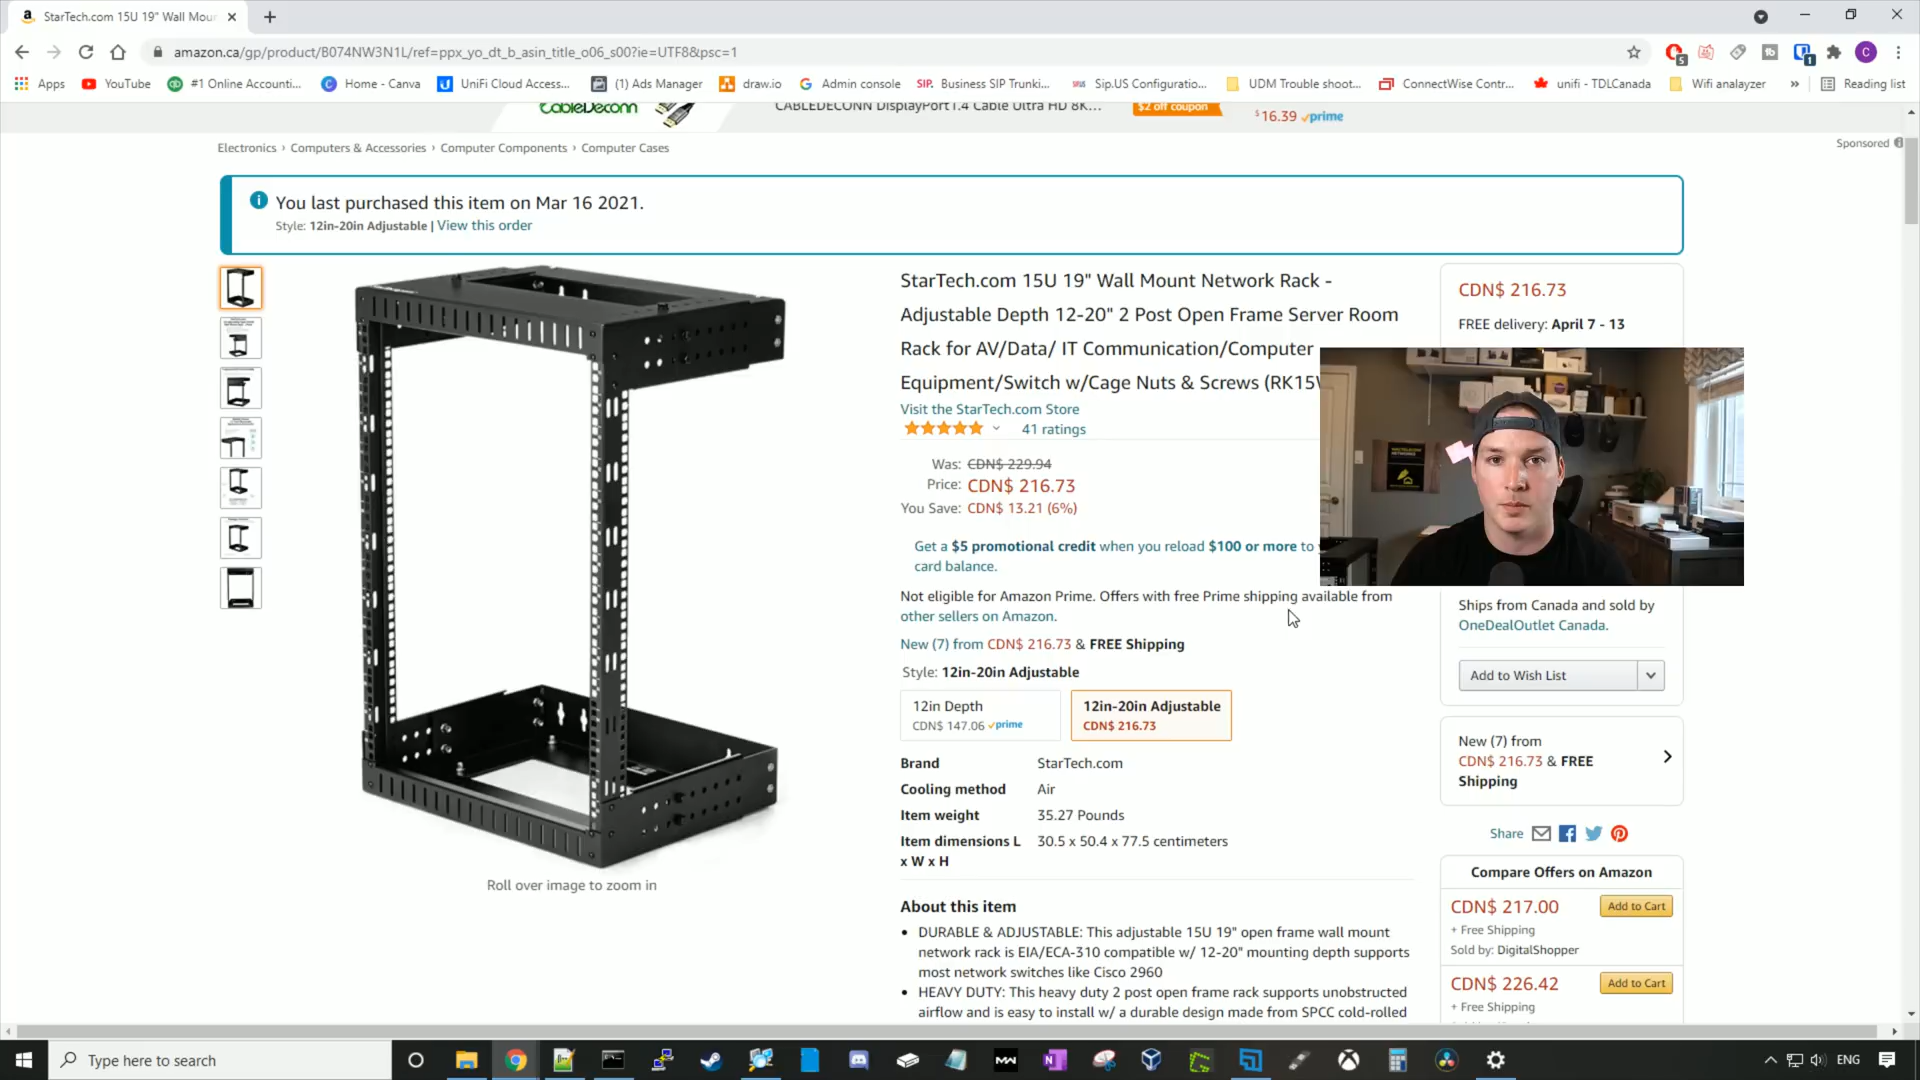 StarTech.com 15U 19" Wall Mour
amazon.ca/gp/product/B074NW3N1L/ref=ppx_yo_dt_b_asin_title_o06_s00?ie=UTF8&psc=1
Apps YouTube #1 Online Accounti... Home - Canva UniFi Cloud Access... (1) Ads Manager draw.io Admin console SIP. Business SIP Trunki... Sip.US Configuratio... UDM Trouble shoot... ConnectWise Contr... unifi - TDLCanada Wifi analayzer » Reading list
CABLEDECONN CABLEDECONN DisplayPort 1.4 Cable Ultra HD 8K... $2 off coupon $16.39 prime
Electronics › Computers & Accessories › Computer Components › Computer Cases
Sponsored
You last purchased this item on Mar 16 2021.
Style: 12in-20in Adjustable | View this order
StarTech.com 15U 19" Wall Mount Network Rack -
Adjustable Depth 12-20" 2 Post Open Frame Server Room
Rack for AV/Data/ IT Communication/Computer
Equipment/Switch w/Cage Nuts & Screws (RK15
Visit the StarTech.com Store
41 ratings
Was: CDN$ 229.94
Price: CDN$ 216.73
You Save: CDN$ 13.21 (6%)
Get a $5 promotional credit when you reload $100 or more to
card balance.
Not eligible for Amazon Prime. Offers with free Prime shipping available from
other sellers on Amazon.
New (7) from CDN$ 216.73 & FREE Shipping
Style: 12in-20in Adjustable
12in Depth
CDN$ 147.06 prime
12in-20in Adjustable
CDN$ 216.73
Brand StarTech.com
Cooling method Air
Item weight 35.27 Pounds
Item dimensions L 30.5 x 50.4 x 77.5 centimeters
x W x H
About this item
• DURABLE & ADJUSTABLE: This adjustable 15U 19" open frame wall mount
network rack is EIA/ECA-310 compatible w/ 12-20" mounting depth supports
most network switches like Cisco 2960
• HEAVY DUTY: This heavy duty 2 post open frame rack supports unobstructed
airflow and is easy to install w/ a durable design made from SPCC cold-rolled
Roll over image to zoom in
CDN$ 216.73
FREE delivery: April 7 - 13
Ships from Canada and sold by
OneDealOutlet Canada.
Add to Wish List
New (7) from
CDN$ 216.73 & FREE
Shipping
Share
Compare Offers on Amazon
CDN$ 217.00 Add to Cart
+ Free Shipping
Sold by: DigitalShopper
CDN$ 226.42 Add to Cart
+ Free Shipping
Type here to search
ENG